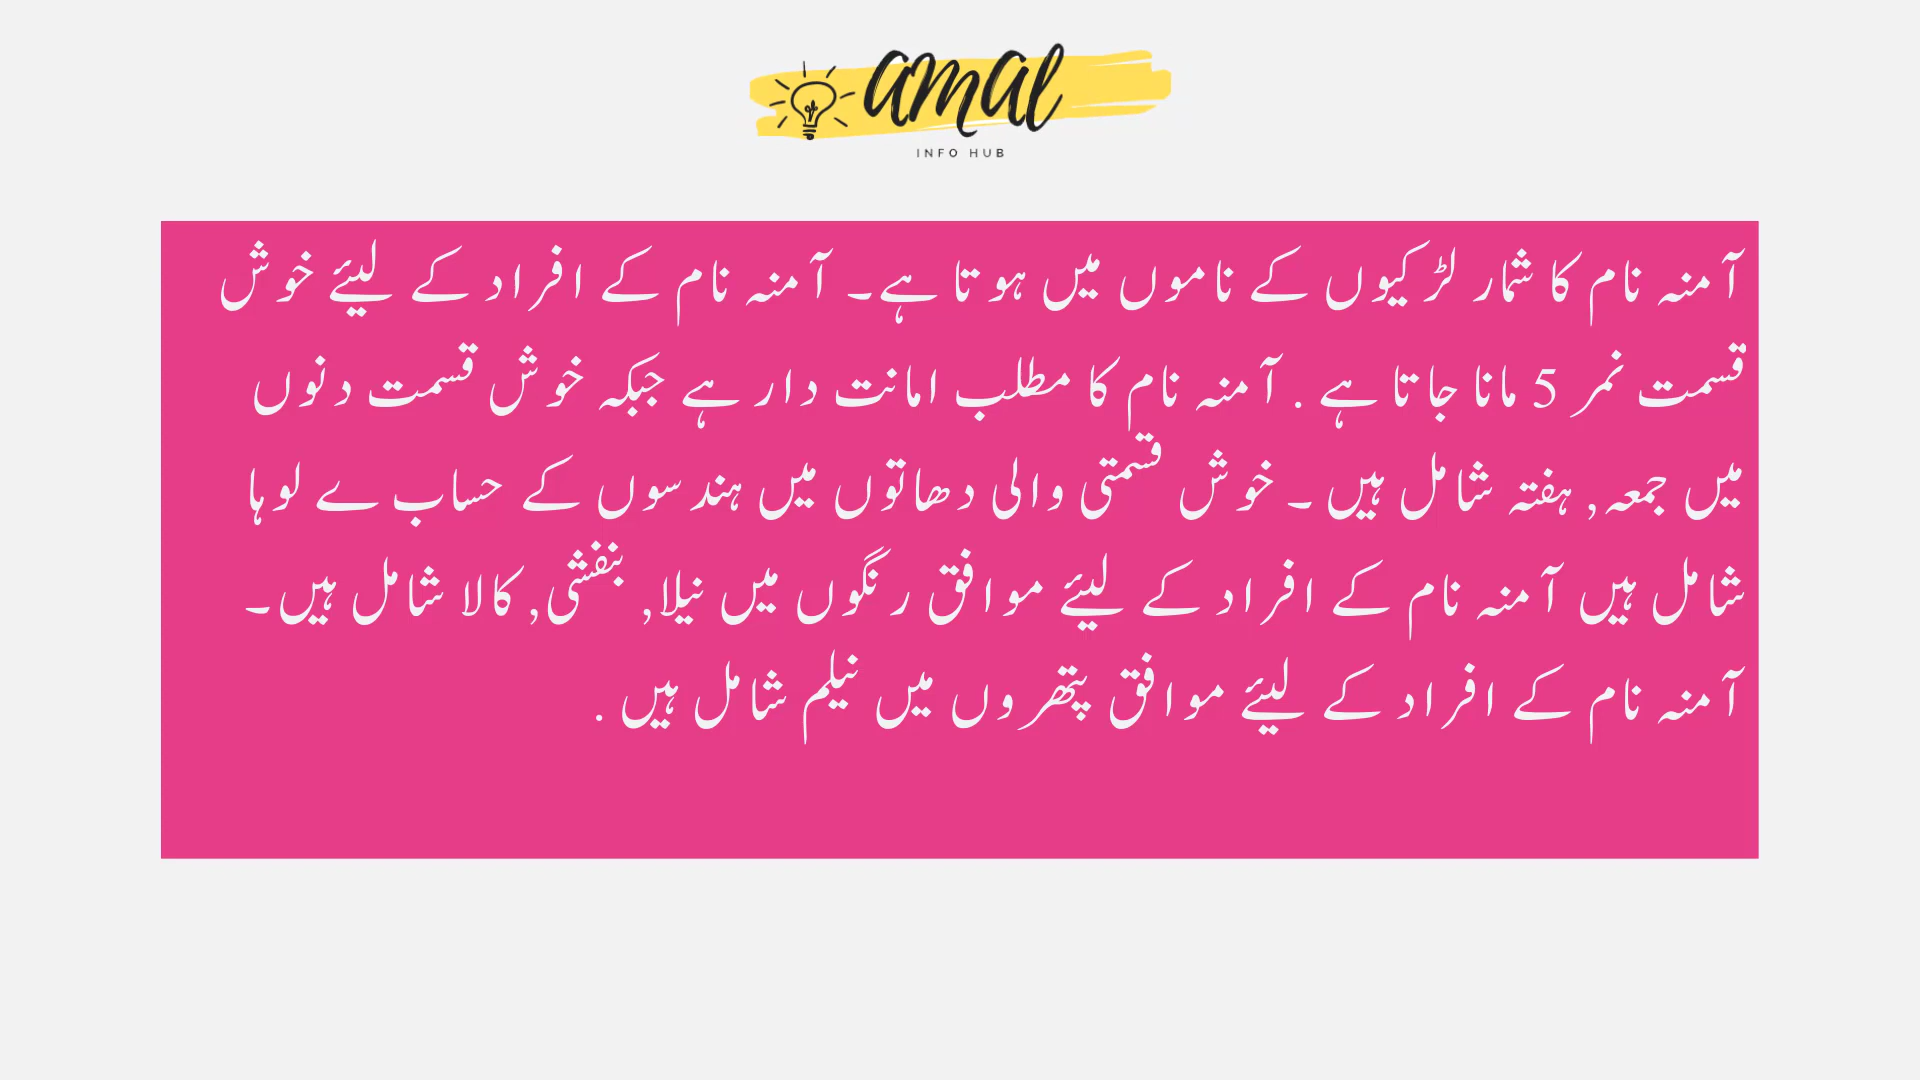 amal
INFO HUB
آمنہ نام کا شمار لڑکیوں کے ناموں میں ہوتا ہے۔ آمنہ نام کے افراد کے لیئے خوش
قسمت نمر 5 مانا جاتا ہے . آمنہ نام کا مطلب امانت دار ہے جبکہ خوش قسمت دنوں
میں جمعہ, ہفتہ شامل ہیں ۔ خوش قسمتی والی دھاتوں میں ہندسوں کے حساب ے لوہا
شامل ہیں آمنہ نام کے افراد کے لیئے موافق رنگوں میں نیلا, بنفشی, کالا شامل ہیں۔
آمنہ نام کے افراد کے لیئے موافق پتھروں میں نیلم شامل ہیں .